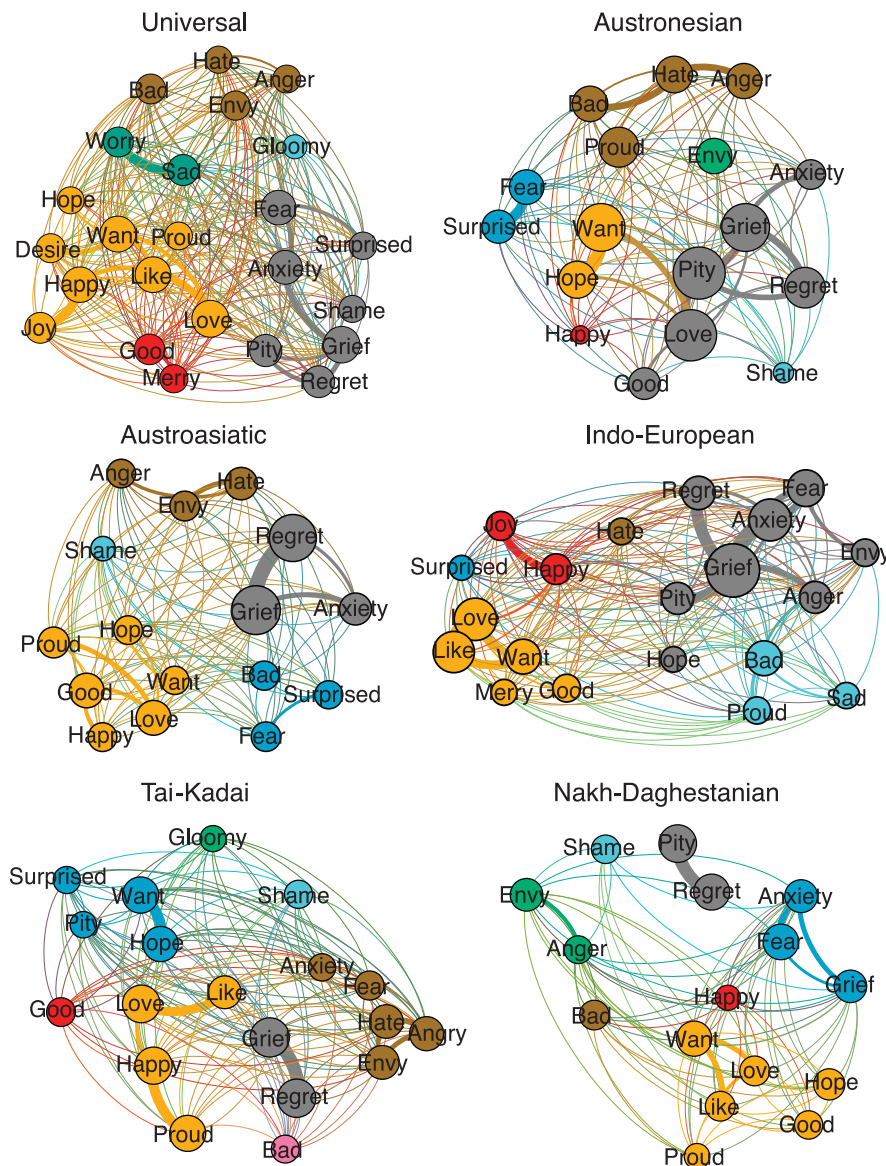 Universal
Hate
Anger
Bad
Envy
Worry
Gloomy
Sad
Hope
Fear
Want
Proud
Surprised
Desire
Like
Anxiety
Happy
Shame
Love
Joy
Good
Pity
Grief
Merry
Regret
Austronesian
Hate
Anger
Bad
Proud
Envy
Anxiety
Fear
Surprised
Want
Grief
Hope
Pity
Regret
Happy
Love
Shame
Good
Austroasiatic
Anger
Hate
Envy
Regret
Shame
Grief
Anxiety
Hope
Proud
Bad
Want
Surprised
Good
Love
Happy
Fear
Indo-European
Regret
Fear
Joy
Anxiety
Hate
Envy
Surprised
Happy
Grief
Pity
Anger
Love
Like
Want
Hope
Bad
Merry
Good
Proud
Sad
Tai-Kadai
Gloomy
Surprised
Want
Shame
Pity
Hope
Anxiety
Fear
Like
Love
Good
Hate
Angry
Grief
Happy
Envy
Regret
Proud
Bad
Nakh-Daghestanian
Shame
Pity
Regret
Envy
Anxiety
Anger
Fear
Grief
Happy
Bad
Want
Love
Hope
Like
Good
Proud